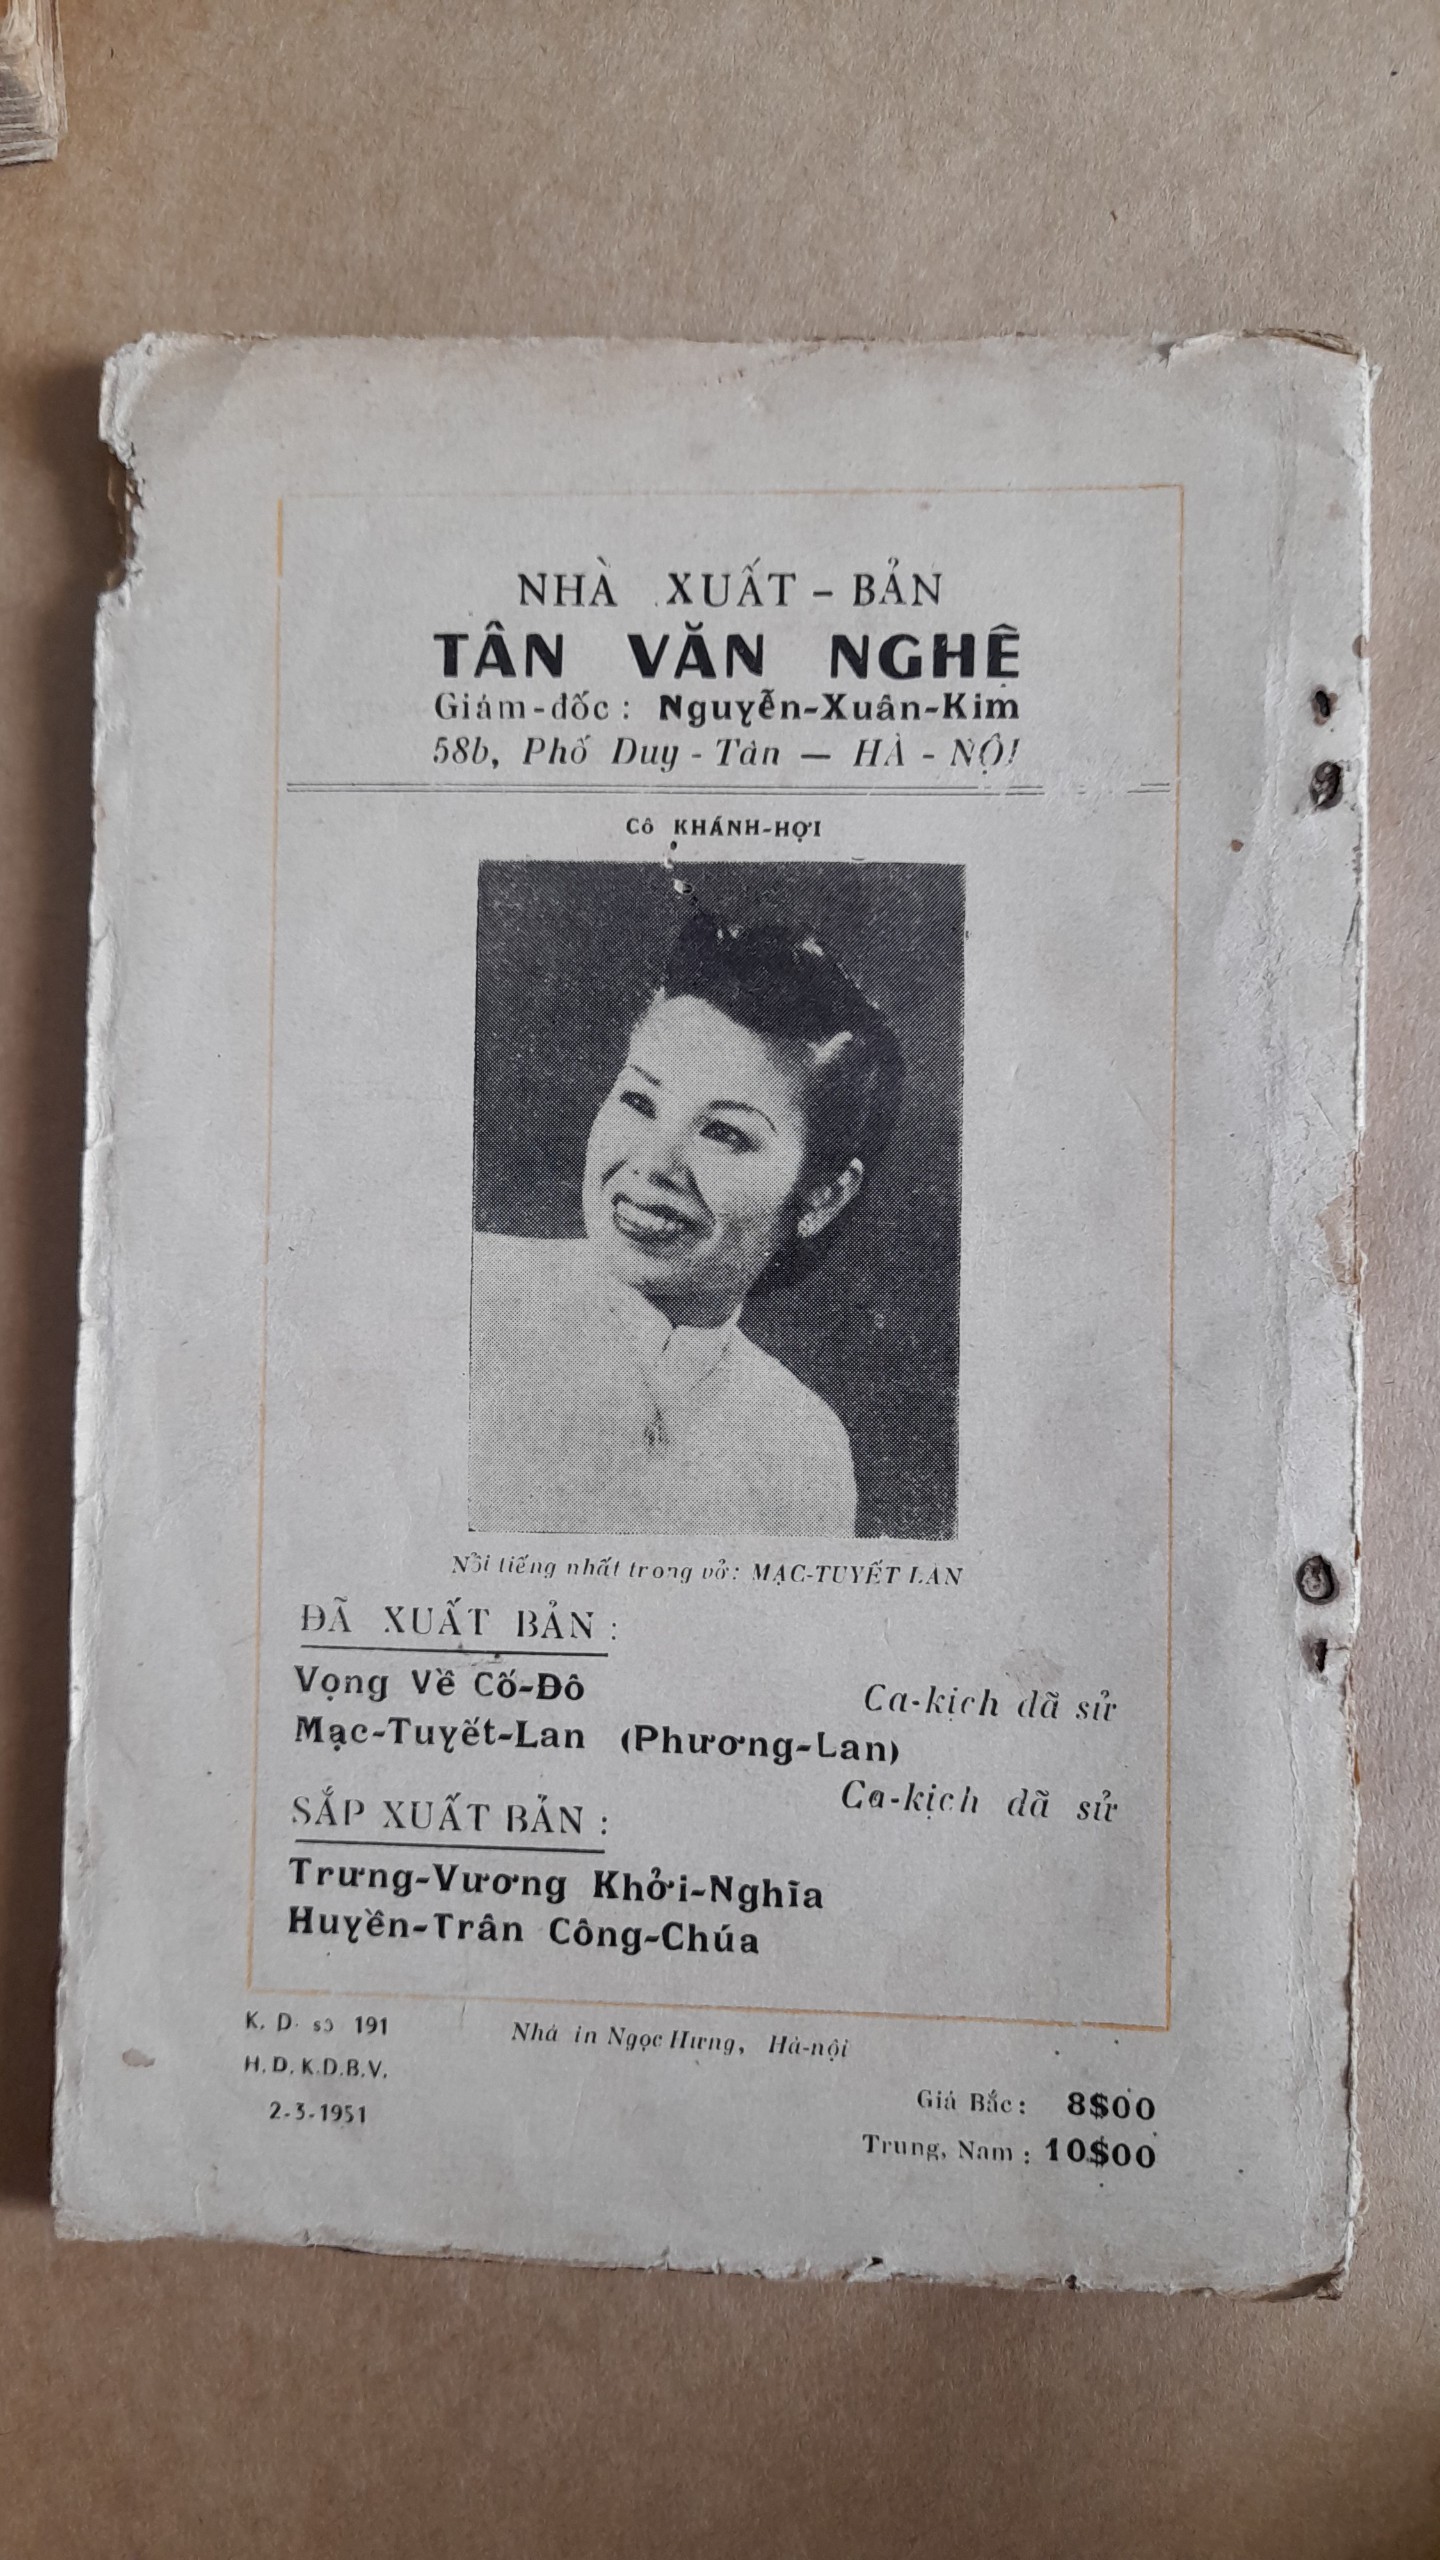 NHÀ XUẤT - BẢN
TÂN VĂN NGHỆ
Giám-đốc : Nguyễn-Xuân-Kim
58b, Phố Duy - Tân — HÀ - NỘI
Cô KHÁNH-HỢI
Nổi tiếng nhất trong vở: MẠC-TUYẾT LAN
ĐÃ XUẤT BẢN :
Vọng Về Cố-Đô
Ca-kịch dã sử
Mạc-Tuyết-Lan (Phương-Lan)
Ca-kịch dã sử
SẮP XUẤT BẢN :
Trưng-Vương Khởi-Nghĩa
Huyền-Trân Công-Chúa
K. D. số 191
H. D. K.D.B.V.
2-3-1951
Nhà in Ngọc Hưng, Hà-nội
Giá Bắc : 8$00
Trung, Nam : 10$00